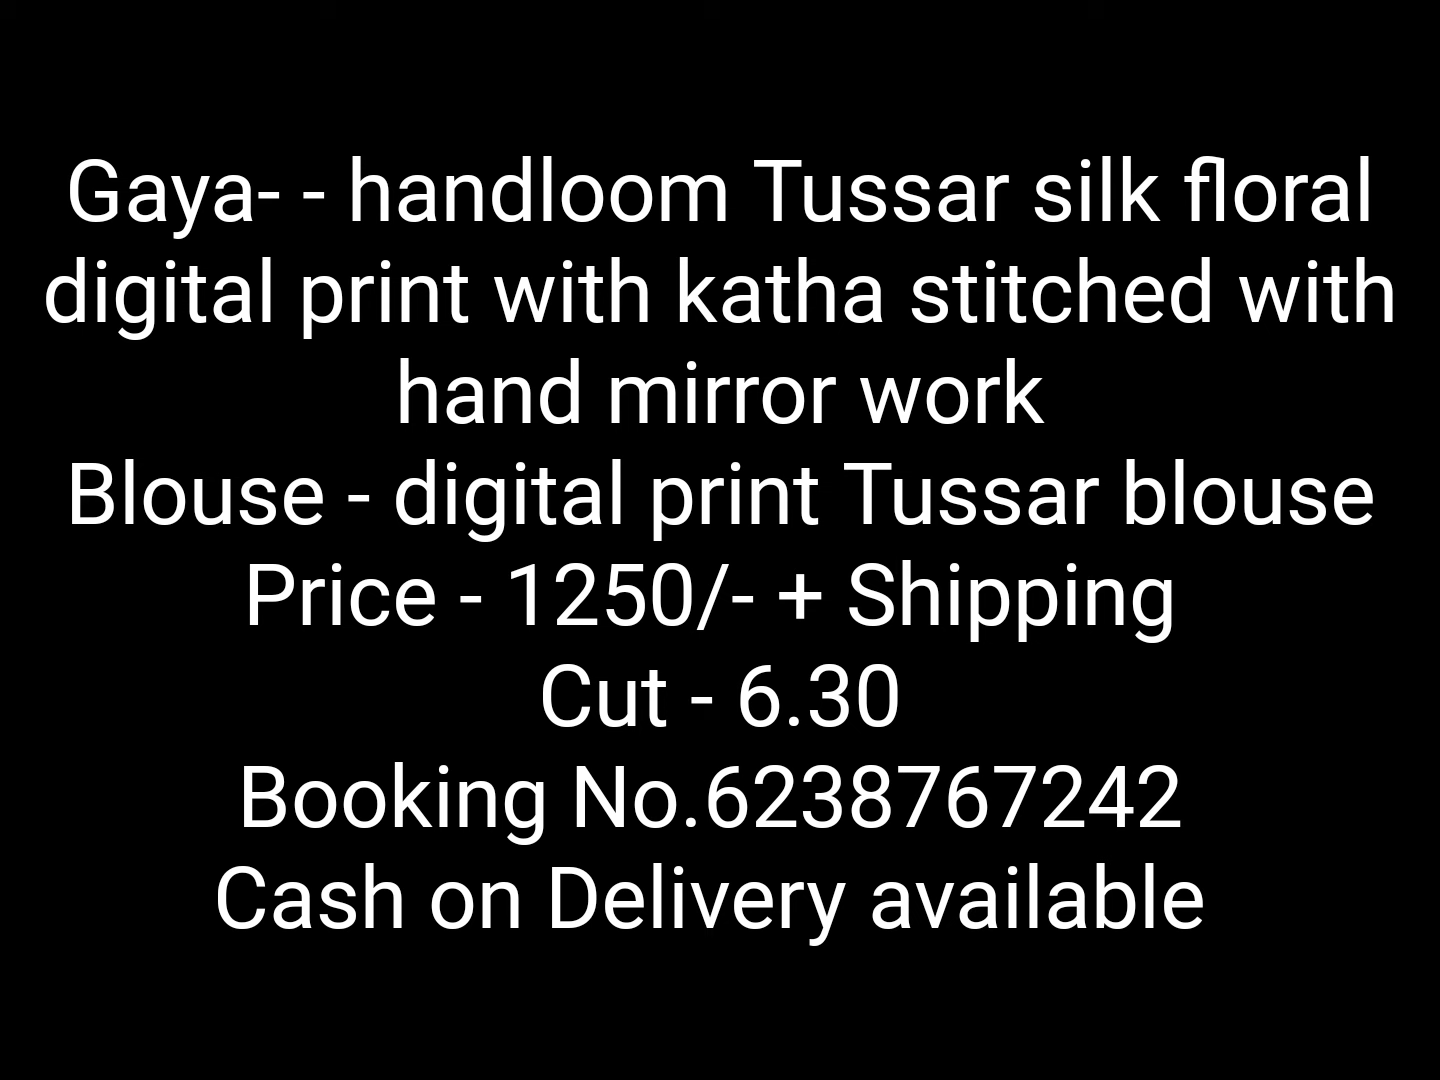 Gaya- - handloom Tussar silk floral
digital print with katha stitched with
hand mirror work
Blouse - digital print Tussar blouse
Price - 1250/- + Shipping
Cut - 6.30
Booking No.6238767242
Cash on Delivery available